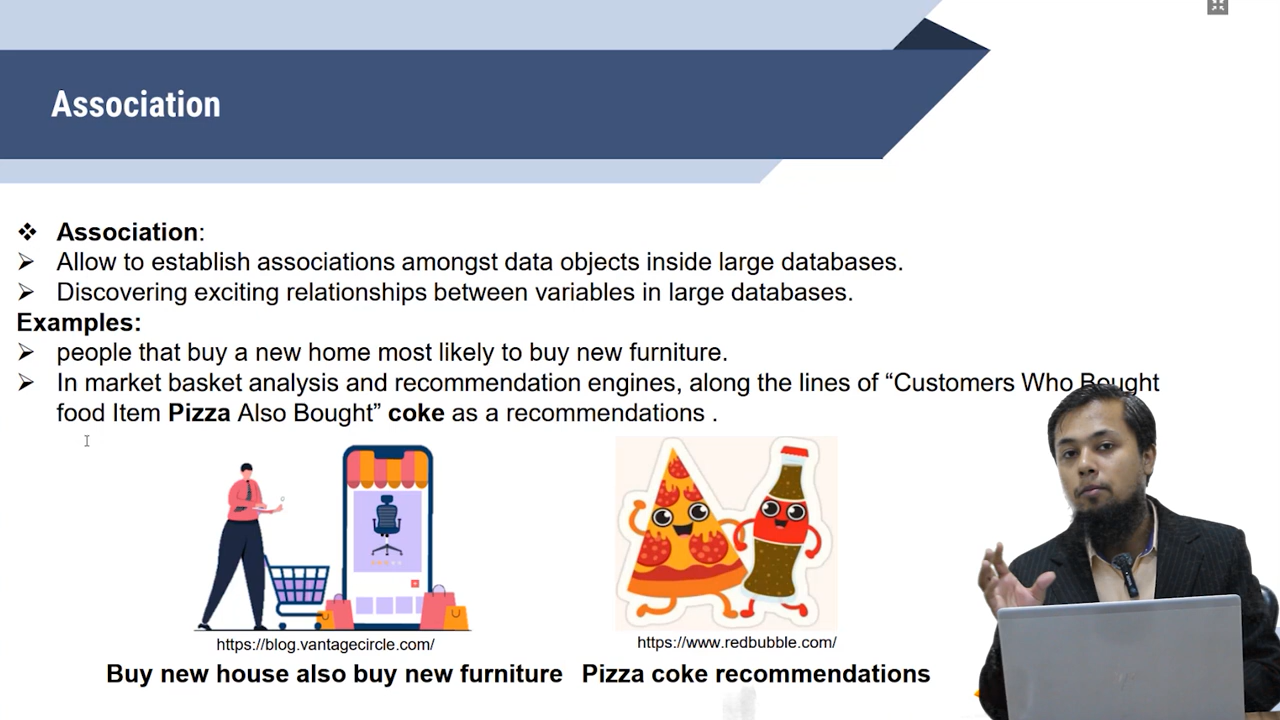 Association
❖ Association:
➢ Allow to establish associations amongst data objects inside large databases.
➢ Discovering exciting relationships between variables in large databases.
Examples:
➢ people that buy a new home most likely to buy new furniture.
➢ In market basket analysis and recommendation engines, along the lines of “Customers Who Bought
food Item Pizza Also Bought” coke as a recommendations .
https://blog.vantagecircle.com/
https://www.redbubble.com/
Buy new house also buy new furniture
Pizza coke recommendations